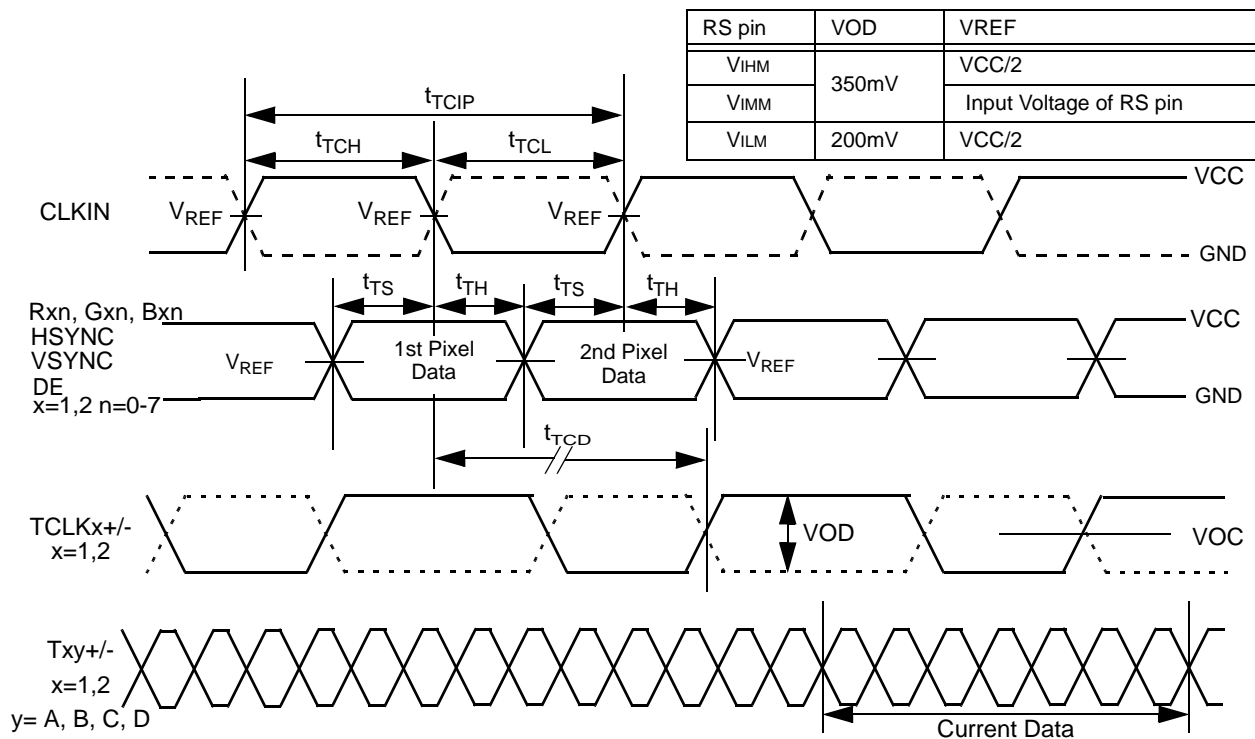 RS pin VOD VREF
VIHM 350mV VCC/2
VIMM Input Voltage of RS pin
VILM 200mV VCC/2
tTCIP
tTCH tTCL
CLKIN VREF VREF VREF VCC
GND
tTS tTH tTS tTH
Rxn, Gxn, Bxn
HSYNC
VSYNC
DE
x=1,2 n=0-7
VREF
1st Pixel
Data
2nd Pixel
Data
VREF
VCC
GND
tTCD
TCLKx+/-
x=1,2
VOD
VOC
Txy+/-
x=1,2
y= A, B, C, D
Current Data